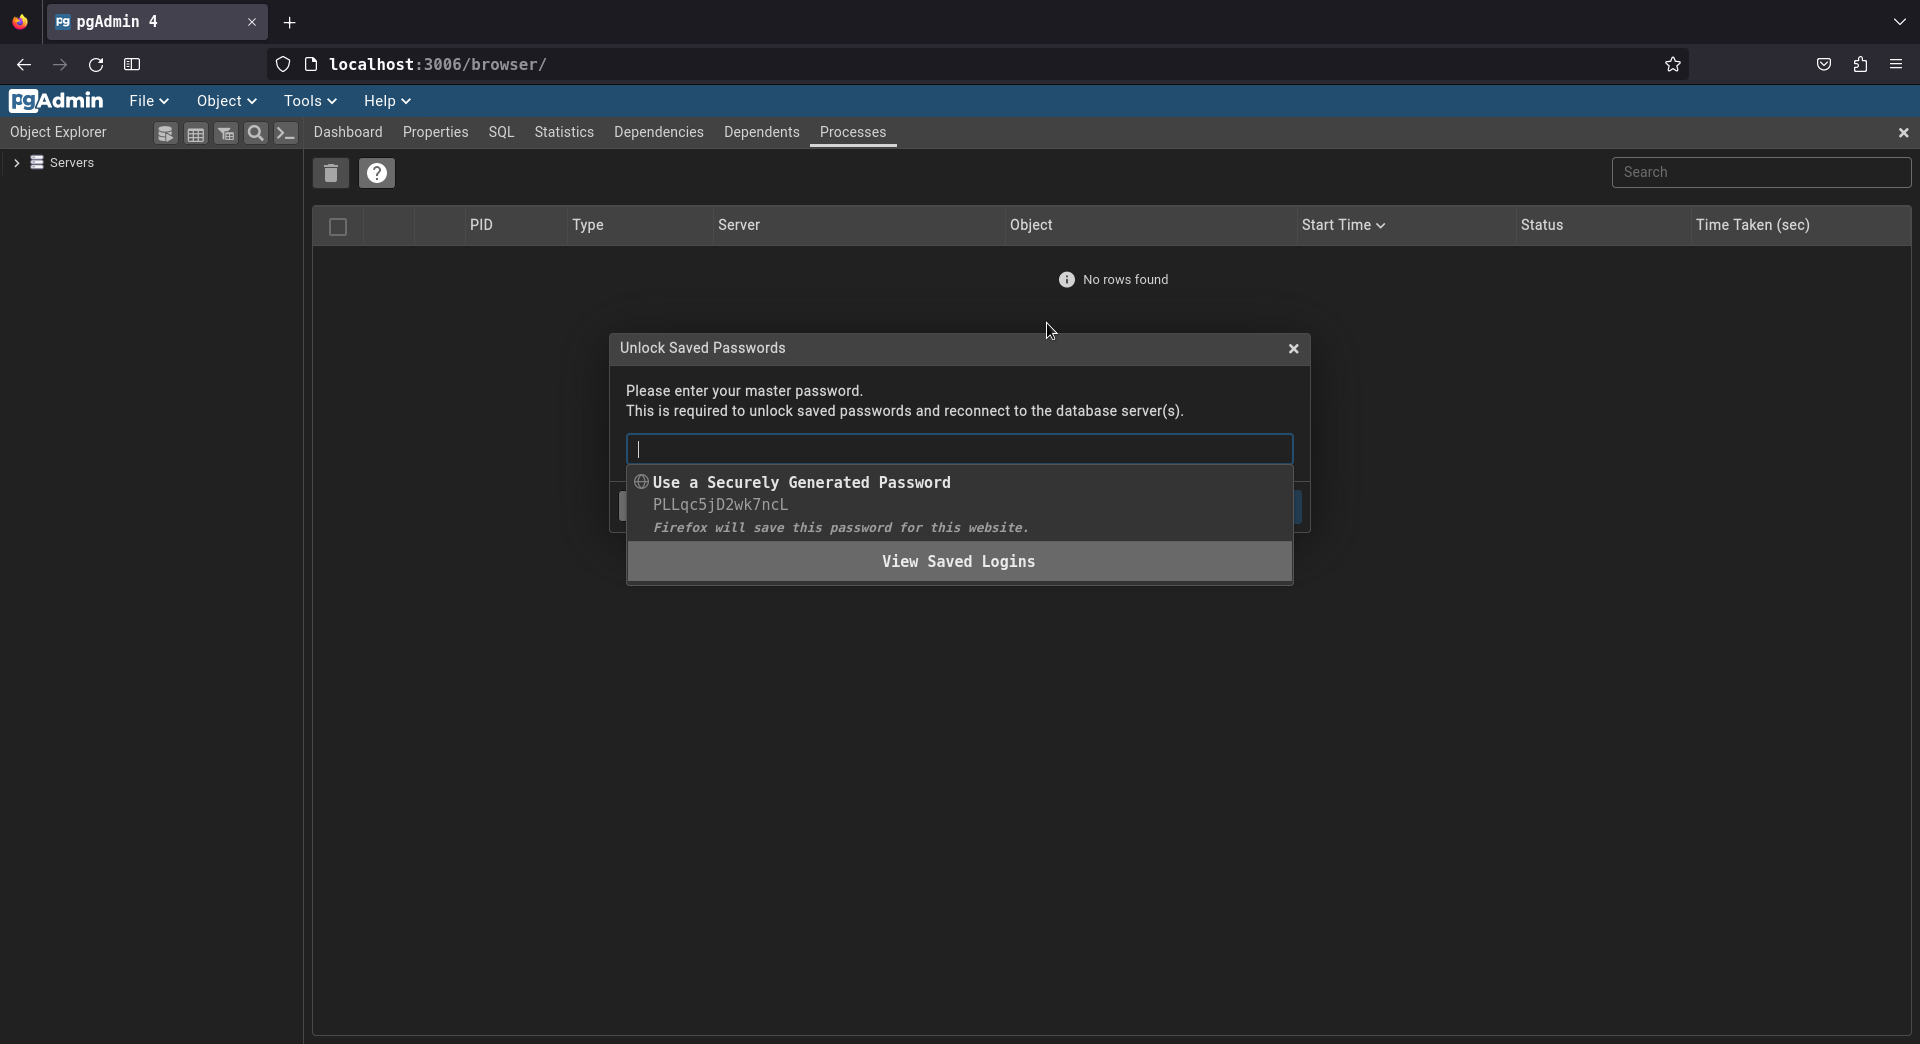 pgAdmin 4
localhost:3006/browser/
pgAdmin File Object Tools Help
Object Explorer
Dashboard Properties SQL Statistics Dependencies Dependents Processes
Servers
Search
PID Type Server Object Start Time Status Time Taken (sec)
No rows found
Unlock Saved Passwords
Please enter your master password.
This is required to unlock saved passwords and reconnect to the database server(s).
Use a Securely Generated Password
PLLqc5jD2wk7ncL
Firefox will save this password for this website.
View Saved Logins